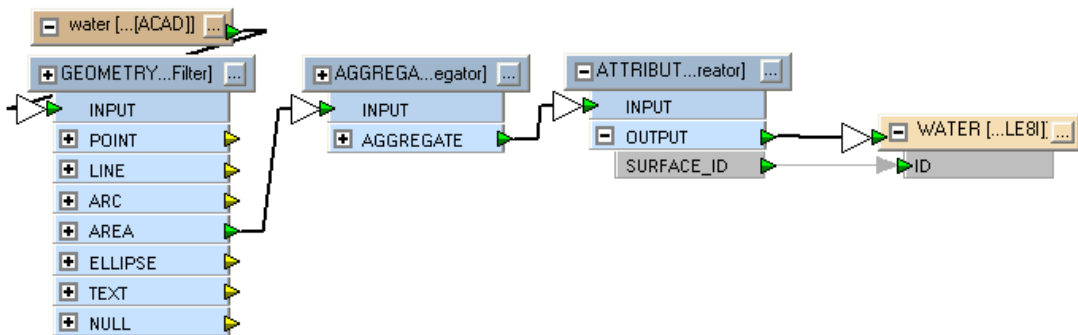 water [...[ACAD]] ...
GEOMETRY...Filter] ...
INPUT
POINT
LINE
ARC
AREA
ELLIPSE
TEXT
NULL
AGGREGA...egator] ...
INPUT
AGGREGATE
ATTRIBUT...reator] ...
INPUT
OUTPUT
SURFACE_ID
WATER [...LE8I] ...
ID